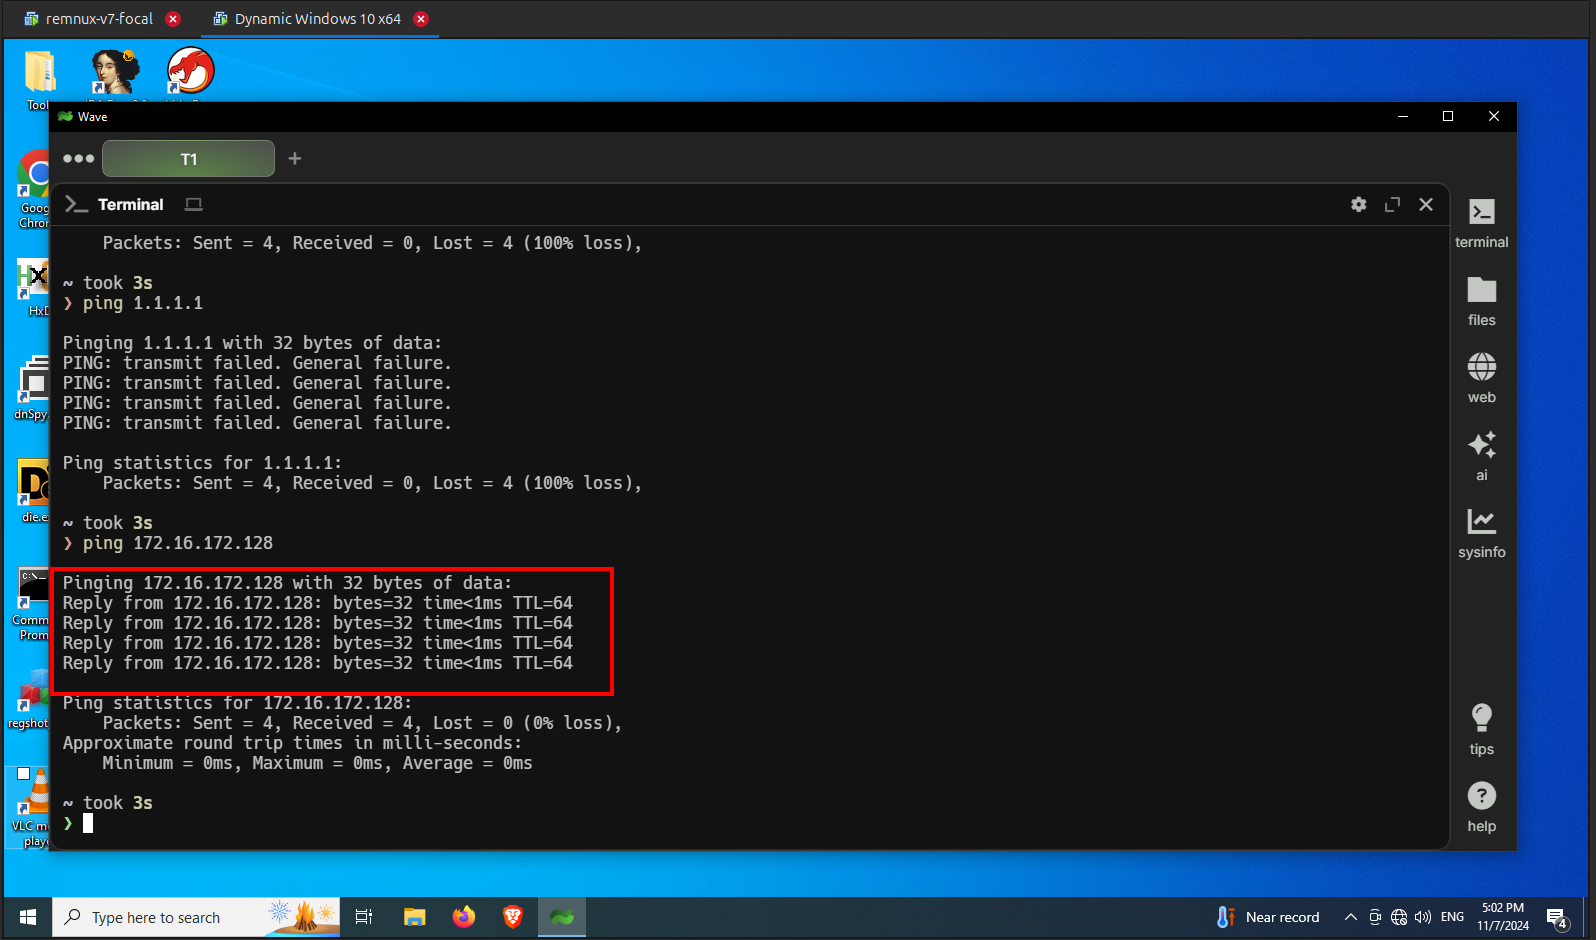 remnux-v7-focal
Dynamic Windows 10 x64
Tool
Wave
T1
Goog
Chro
Terminal
terminal
Packets: Sent = 4, Received = 0, Lost = 4 (100% loss),
~ took 3s
❯ ping 1.1.1.1
HxD
files
Pinging 1.1.1.1 with 32 bytes of data:
PING: transmit failed. General failure.
PING: transmit failed. General failure.
PING: transmit failed. General failure.
PING: transmit failed. General failure.
web
dnSpy
Ping statistics for 1.1.1.1:
Packets: Sent = 4, Received = 0, Lost = 4 (100% loss),
ai
die.e
~ took 3s
❯ ping 172.16.172.128
sysinfo
Pinging 172.16.172.128 with 32 bytes of data:
Reply from 172.16.172.128: bytes=32 time<1ms TTL=64
Reply from 172.16.172.128: bytes=32 time<1ms TTL=64
Reply from 172.16.172.128: bytes=32 time<1ms TTL=64
Reply from 172.16.172.128: bytes=32 time<1ms TTL=64
Comm
Prom
Ping statistics for 172.16.172.128:
Packets: Sent = 4, Received = 4, Lost = 0 (0% loss),
Approximate round trip times in milli-seconds:
Minimum = 0ms, Maximum = 0ms, Average = 0ms
regshot
tips
~ took 3s
❯
VLC m
playe
help
Type here to search
Near record
ENG
5:02 PM
11/7/2024
4